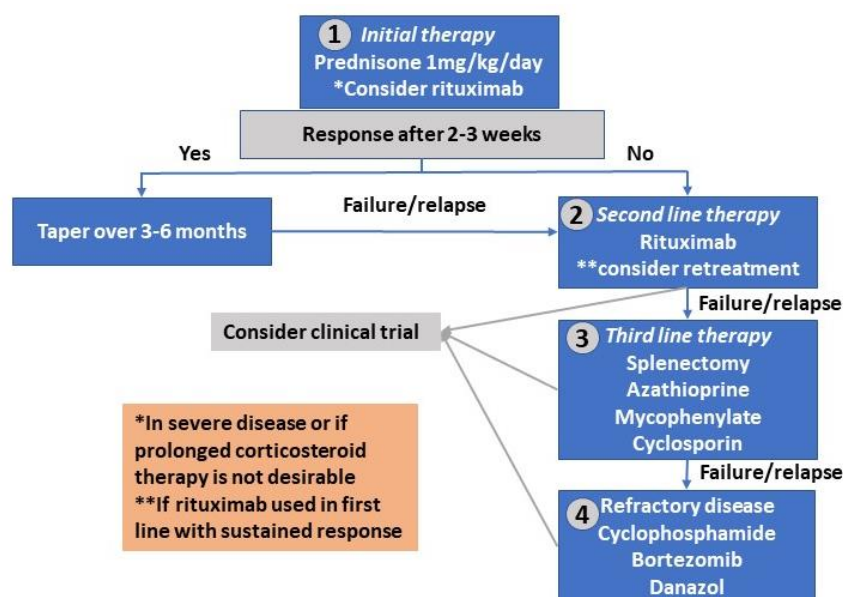 1 Initial therapy
Prednisone 1mg/kg/day
*Consider rituximab
Response after 2-3 weeks
Yes
No
Taper over 3-6 months
Failure/relapse
2 Second line therapy
Rituximab
**consider retreatment
Failure/relapse
Consider clinical trial
3 Third line therapy
Splenectomy
Azathioprine
Mycophenylate
Cyclosporin
*In severe disease or if
prolonged corticosteroid
therapy is not desirable
**If rituximab used in first
line with sustained response
Failure/relapse
4 Refractory disease
Cyclophosphamide
Bortezomib
Danazol